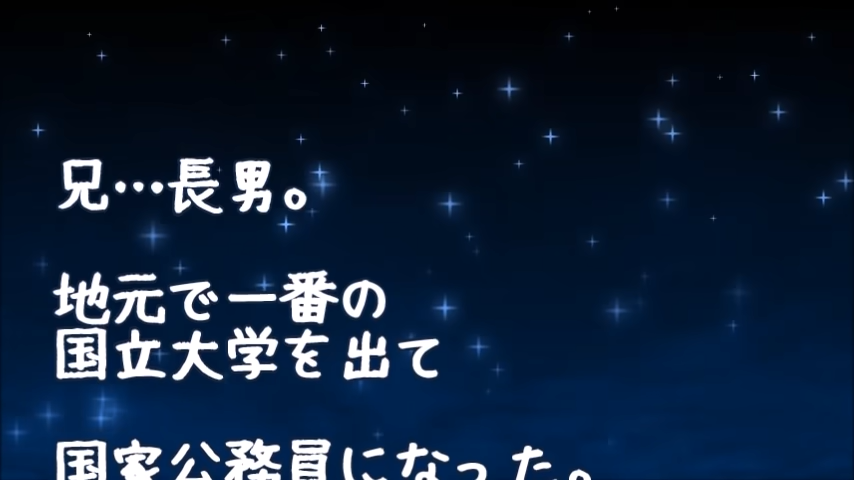 兄…長男。
地元で一番の
国立大学を出て
国家公務員になった。